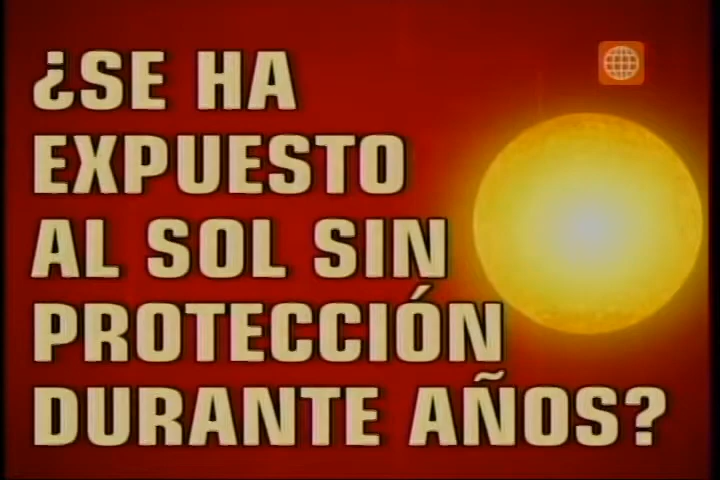 ¿SE HA
EXPUESTO
AL SOL SIN
PROTECCIÓN
DURANTE AÑOS?